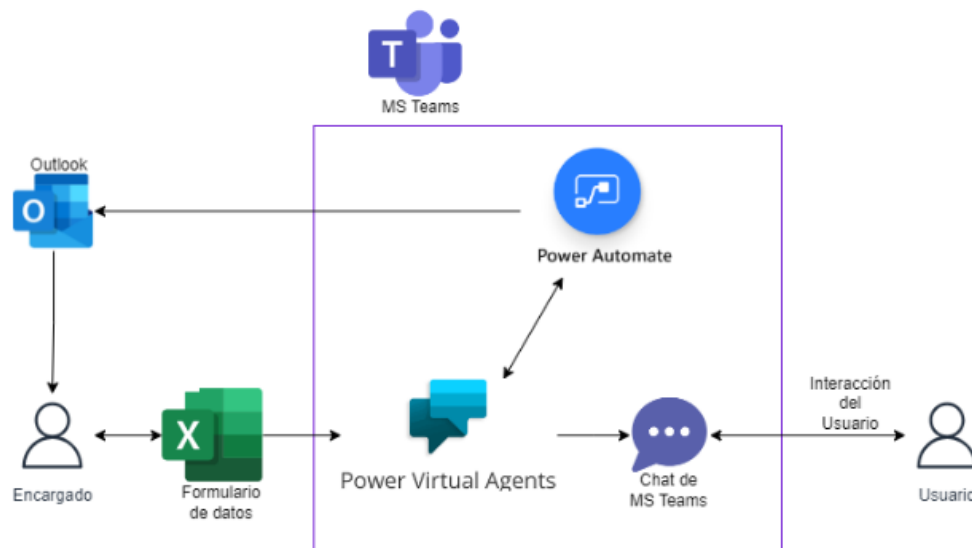 T
MS Teams
Outlook
O
Power Automate
Interacción
del
Usuario
X
Encargado
Formulario
de datos
Power Virtual Agents
Chat de
MS Teams
Usuario